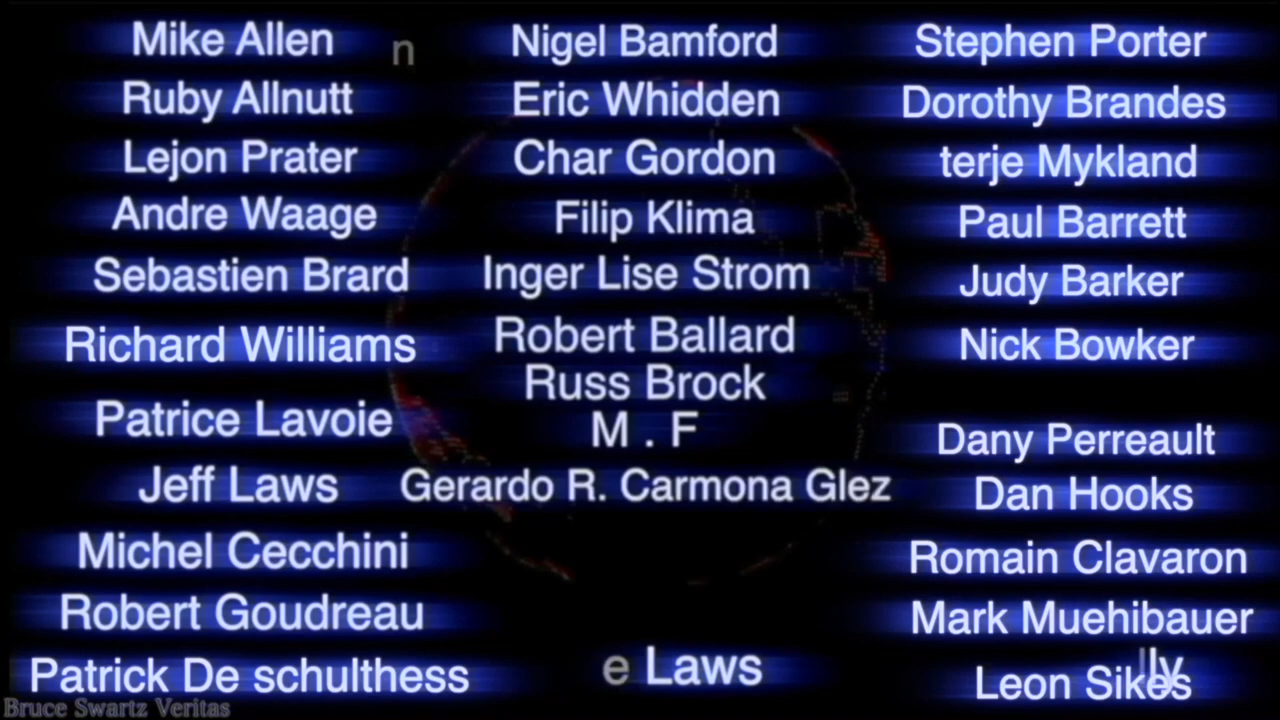 Mike Allen
n
Ruby Allnutt
Lejon Prater
Andre Waage
Sebastien Brard
Richard Williams
Patrice Lavoie
Jeff Laws
Michel Cecchini
Robert Goudreau
Patrick De schulthess
Nigel Bamford
Eric Whidden
Char Gordon
Filip Klima
Inger Lise Strom
Robert Ballard
Russ Brock
M . F
Gerardo R. Carmona Glez
e Laws
Stephen Porter
Dorothy Brandes
terje Mykland
Paul Barrett
Judy Barker
Nick Bowker
Dany Perreault
Dan Hooks
Romain Clavaron
Mark Muehibauer
lly
Leon Sikes
Bruce Swartz Veritas